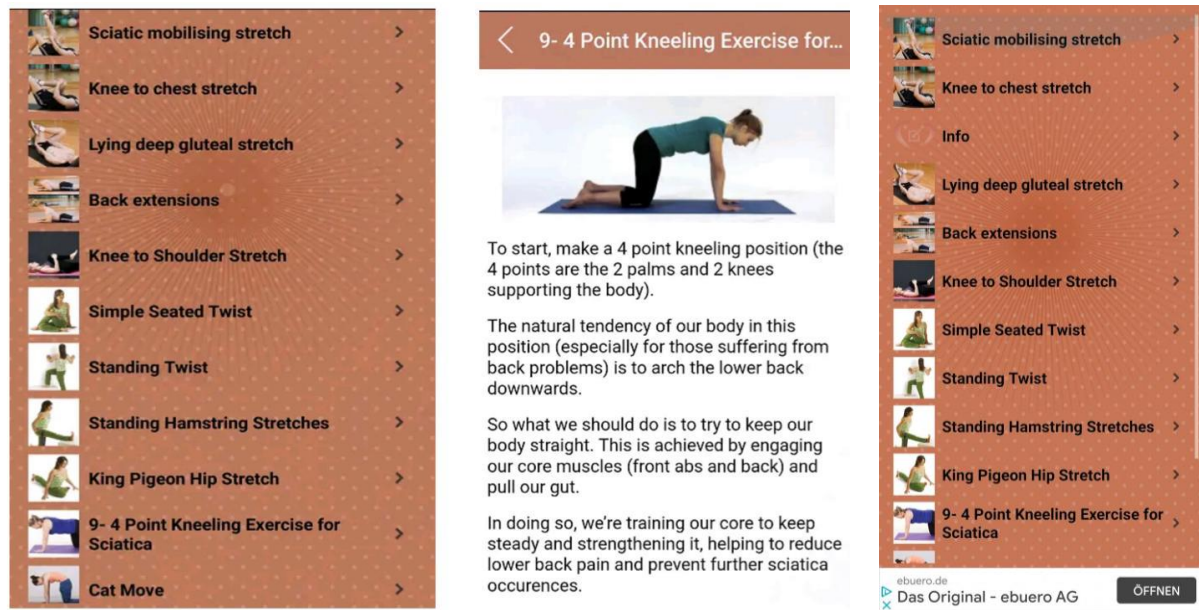 Sciatic mobilising stretch
Knee to chest stretch
Lying deep gluteal stretch
Back extensions
Knee to Shoulder Stretch
Simple Seated Twist
Standing Twist
Standing Hamstring Stretches
King Pigeon Hip Stretch
9- 4 Point Kneeling Exercise for
Sciatica
Cat Move
9- 4 Point Kneeling Exercise for...
To start, make a 4 point kneeling position (the
4 points are the 2 palms and 2 knees
supporting the body).
The natural tendency of our body in this
position (especially for those suffering from
back problems) is to arch the lower back
downwards.
So what we should do is to try to keep our
body straight. This is achieved by engaging
our core muscles (front abs and back) and
pull our gut.
In doing so, we're training our core to keep
steady and strengthening it, helping to reduce
lower back pain and prevent further sciatica
occurences.
Sciatic mobilising stretch
Knee to chest stretch
Info
Lying deep gluteal stretch
Back extensions
Knee to Shoulder Stretch
Simple Seated Twist
Standing Twist
Standing Hamstring Stretches
King Pigeon Hip Stretch
9- 4 Point Kneeling Exercise for
Sciatica
ebuero.de
Das Original - ebuero AG
ÖFFNEN